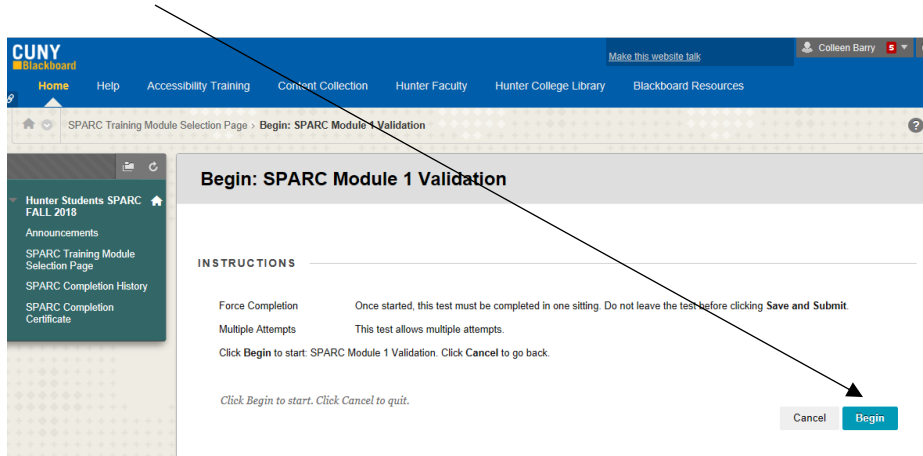 CUNY
Blackboard
Make this website talk
Colleen Barry 5
Home Help Accessibility Training Content Collection Hunter Faculty Hunter College Library Blackboard Resources
SPARC Training Module Selection Page > Begin: SPARC Module 1 Validation
?
Begin: SPARC Module 1 Validation
Hunter Students SPARC
FALL 2018
Announcements
SPARC Training Module
Selection Page
SPARC Completion History
SPARC Completion
Certificate
INSTRUCTIONS
Force Completion Once started, this test must be completed in one sitting. Do not leave the test before clicking Save and Submit.
Multiple Attempts This test allows multiple attempts.
Click Begin to start: SPARC Module 1 Validation. Click Cancel to go back.
Click Begin to start. Click Cancel to quit.
Cancel Begin